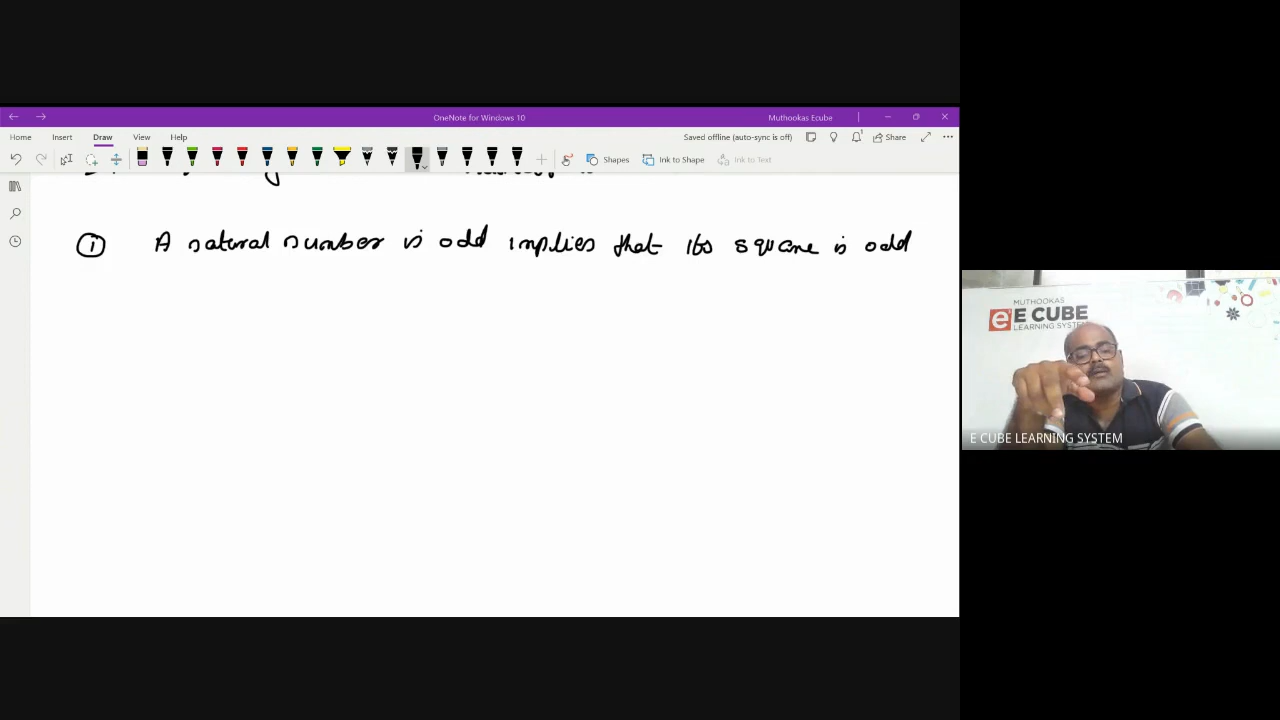 OneNote for Windows 10
Muthookas Ecube
Home Insert Draw View Help
Saved offline (auto-sync is off)
Share
Shapes
Ink to Shape
Ink to Text
① A natural number is odd implies that its square is odd
MUTHOOKAS
e E CUBE
LEARNING SYSTEM
E CUBE LEARNING SYSTEM